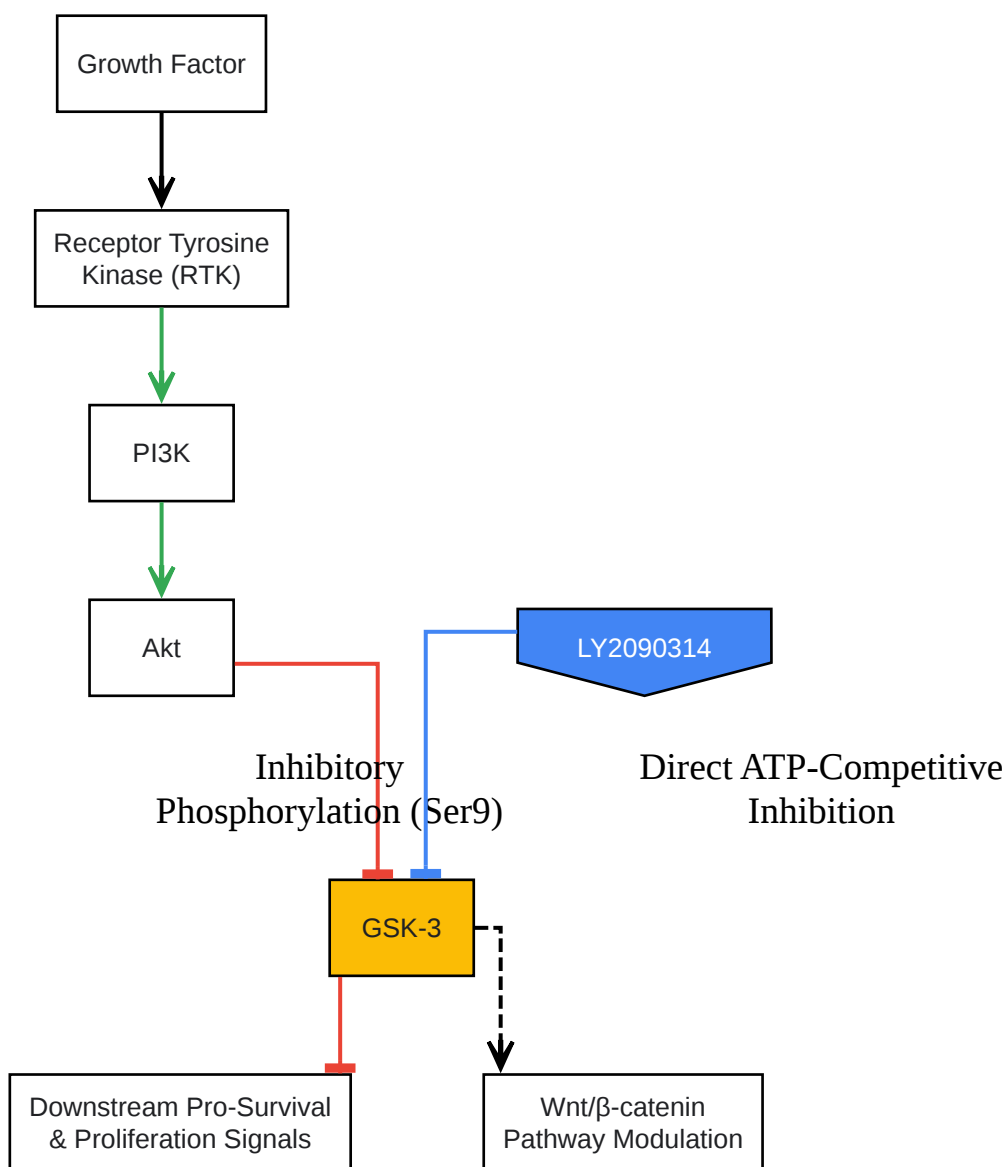 Growth Factor
Receptor Tyrosine
Kinase (RTK)
PI3K
Akt
LY2090314
Inhibitory
Phosphorylation (Ser9)
Direct ATP-Competitive
Inhibition
GSK-3
Downstream Pro-Survival
& Proliferation Signals
Wnt/β-catenin
Pathway Modulation